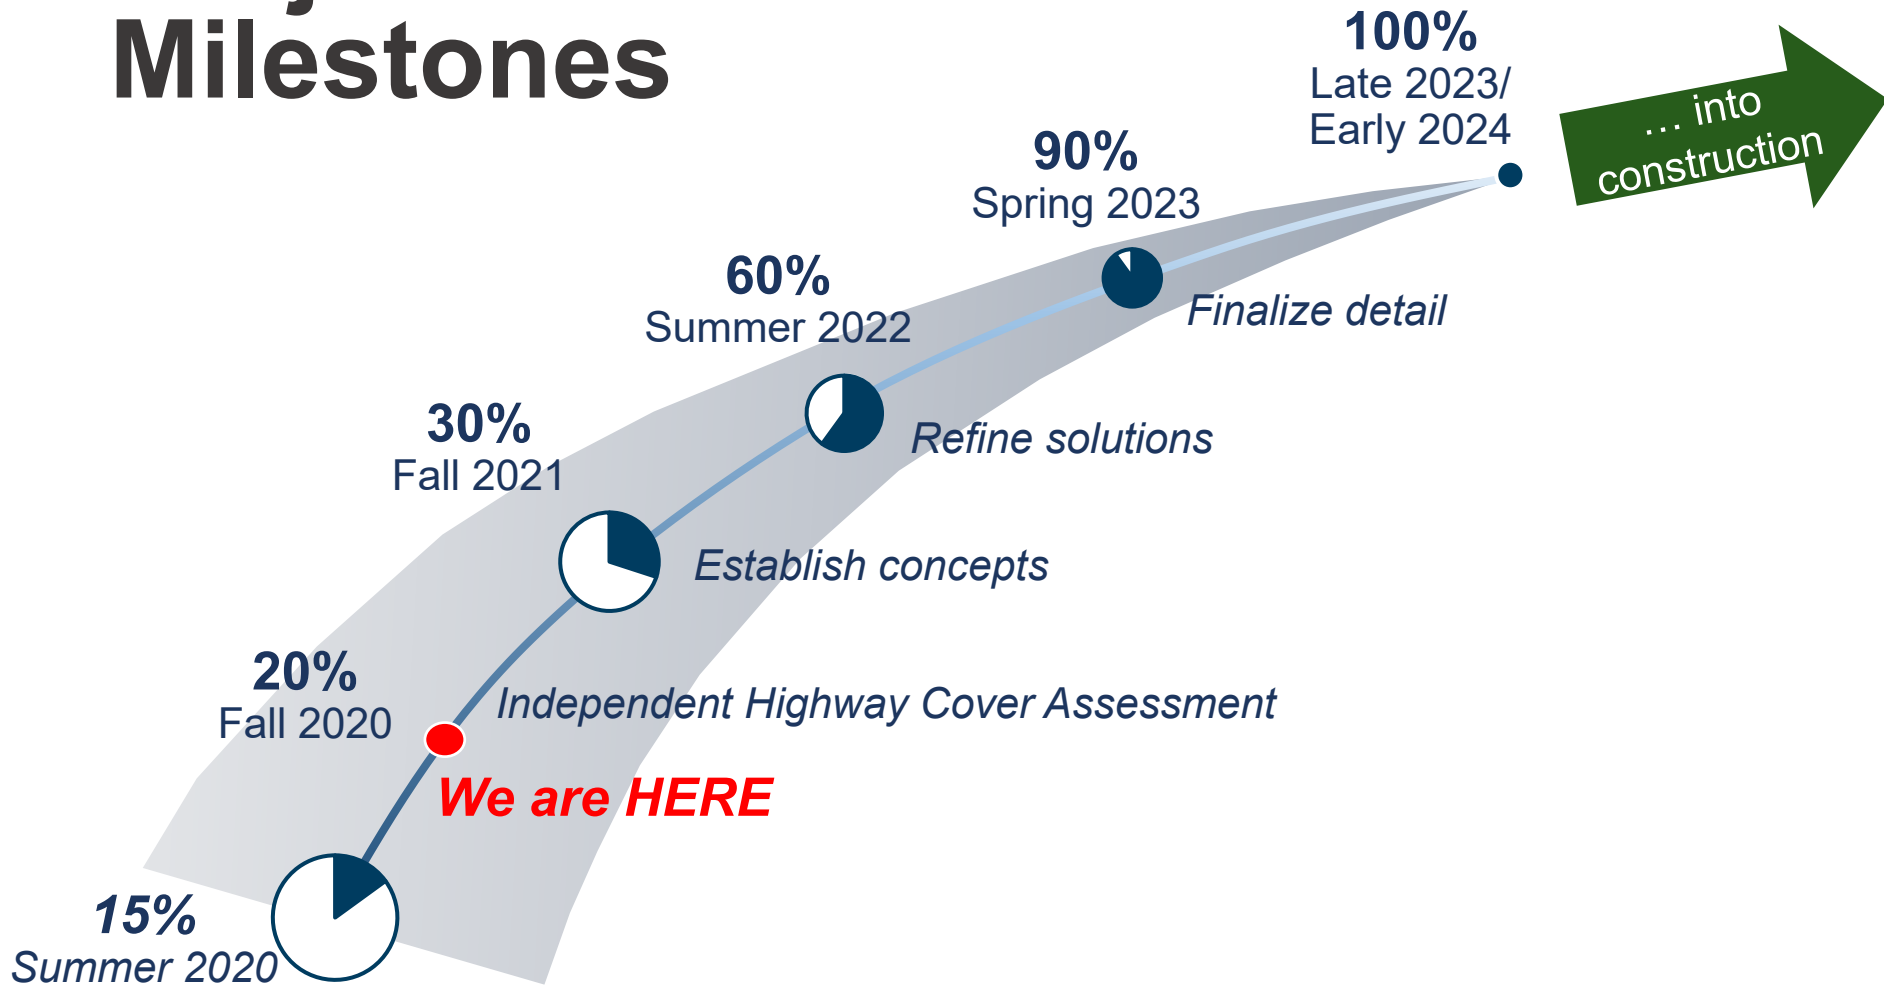 Milestones
100%
Late 2023/
Early 2024
… into
construction
90%
Spring 2023
Finalize detail
60%
Summer 2022
Refine solutions
30%
Fall 2021
Establish concepts
20%
Fall 2020
Independent Highway Cover Assessment
We are HERE
15%
Summer 2020